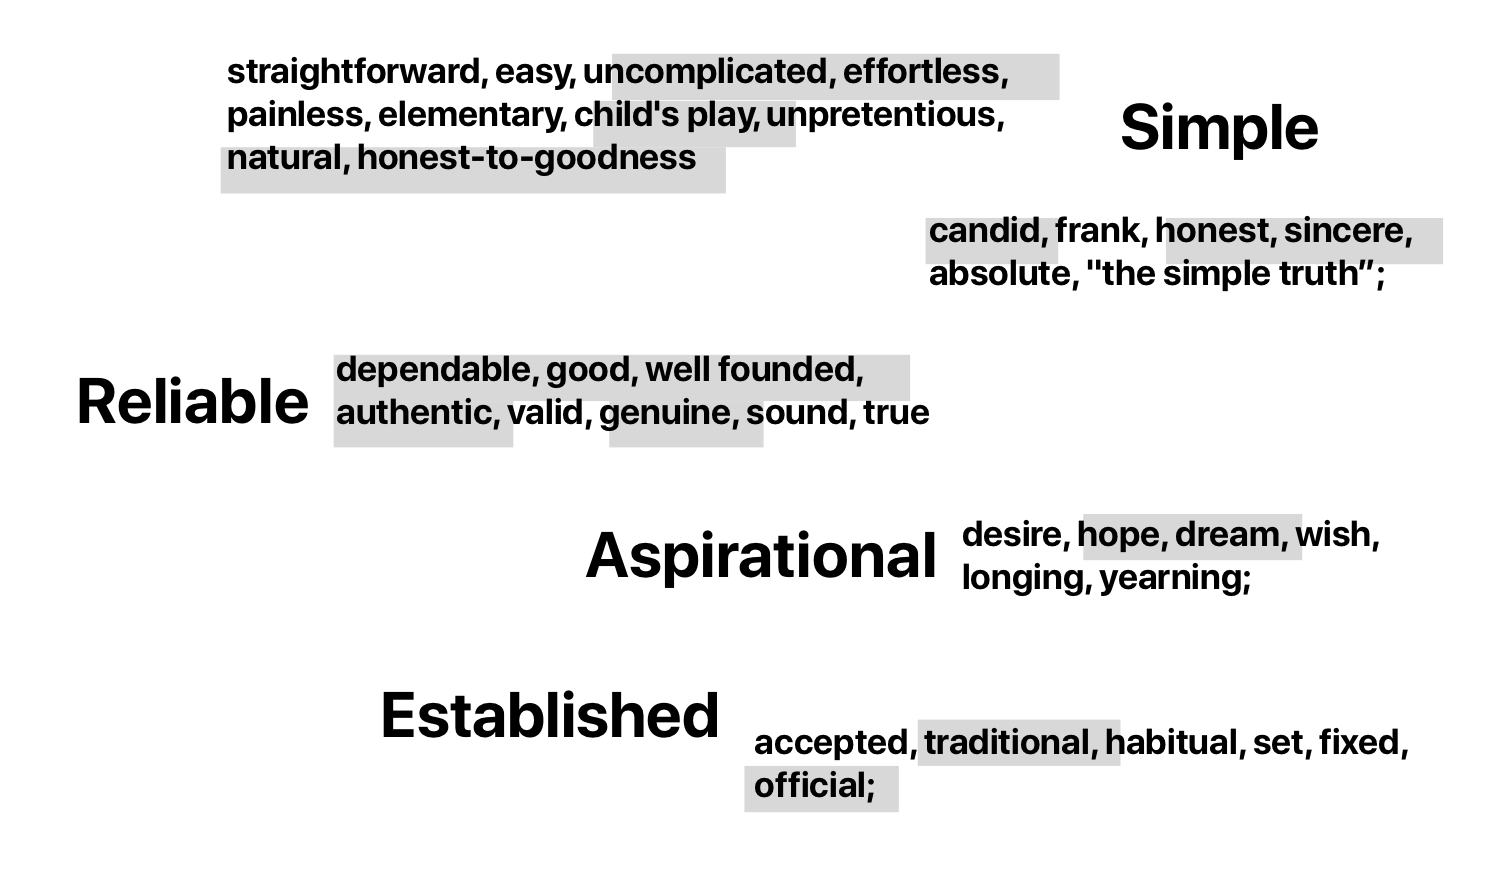 straightforward, easy, uncomplicated, effortless,
painless, elementary, child's play, unpretentious,
natural, honest-to-goodness
Simple
candid, frank, honest, sincere,
absolute, "the simple truth”;
Reliable
dependable, good, well founded,
authentic, valid, genuine, sound, true
Aspirational
desire, hope, dream, wish,
longing, yearning;
Established
accepted, traditional, habitual, set, fixed,
official;